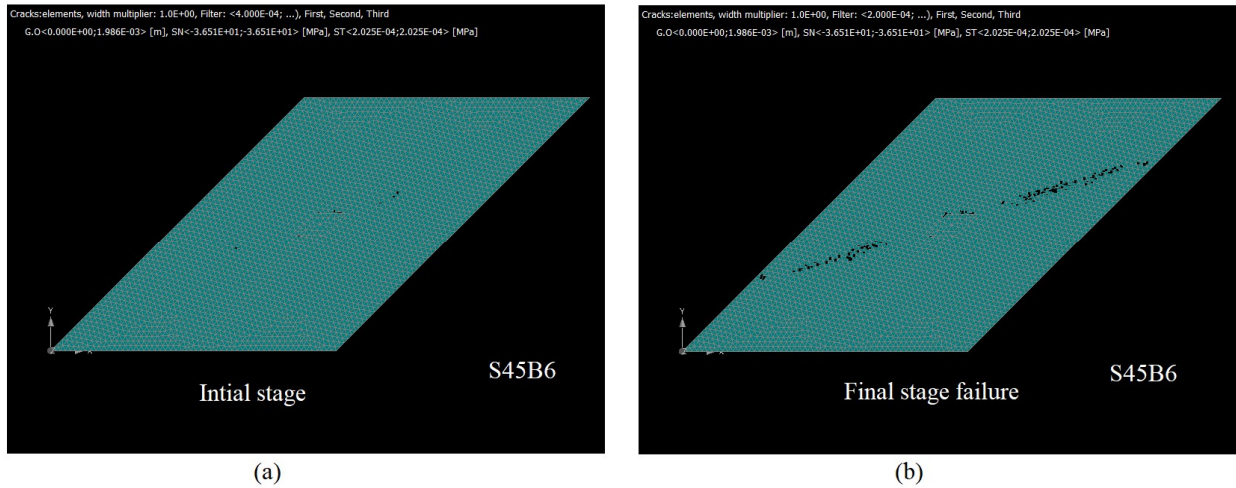 Cracks:elements, width multiplier: 1.0E+00, Filter: <4.000E-04; ...), First, Second, Third
G.O<0.000E+00;1.986E-03> [m], SN<-3.651E+01;-3.651E+01> [MPa], ST<2.025E-04;2.025E-04> [MPa]
Y
X
S45B6
Intial stage
(a)
Cracks:elements, width multiplier: 1.0E+00, Filter: <2.000E-04; ...), First, Second, Third
G.O<0.000E+00;1.986E-03> [m], SN<-3.651E+01;-3.651E+01> [MPa], ST<2.025E-04;2.025E-04> [MPa]
Y
X
S45B6
Final stage failure
(b)